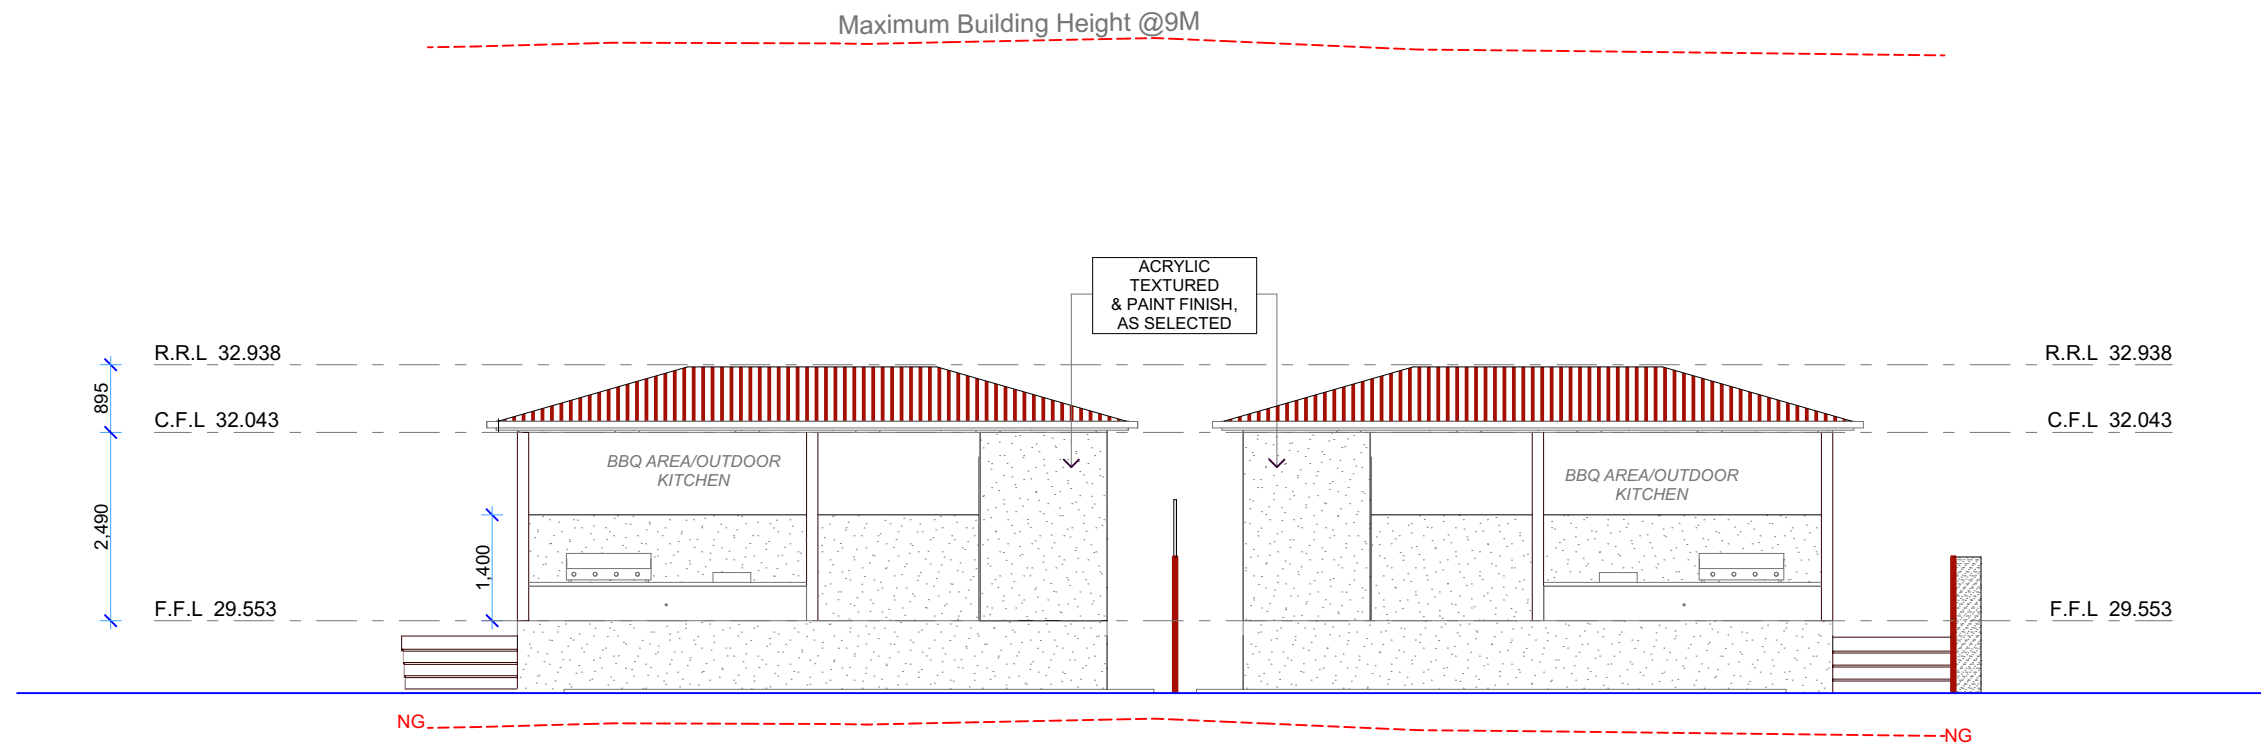 Maximum Building Height @9M
ACRYLIC
TEXTURED
& PAINT FINISH,
AS SELECTED
R.R.L 32.938
R.R.L 32.938
895
C.F.L 32.043
C.F.L 32.043
BBQ AREA/OUTDOOR
KITCHEN
BBQ AREA/OUTDOOR
KITCHEN
2,490
1,400
F.F.L 29.553
F.F.L 29.553
NG
NG